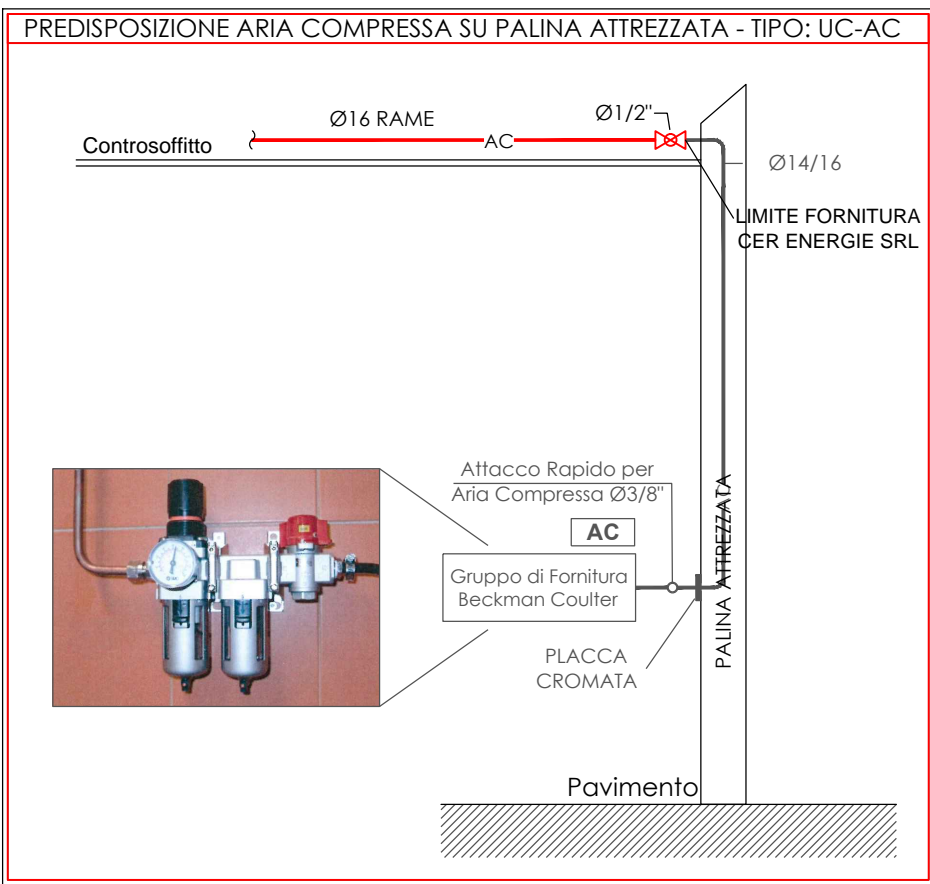 PREDISPOSIZIONE ARIA COMPRESSA SU PALINA ATTREZZATA - TIPO: UC-AC
Ø1/2"
Ø16 RAME
Controsoffitto
AC
Ø14/16
LIMITE FORNITURA
CER ENERGIE SRL
Attacco Rapido per
Aria Compressa Ø3/8"
AC
Gruppo di Fornitura
Beckman Coulter
PALINA ATTREZZATA
PLACCA
CROMATA
Pavimento